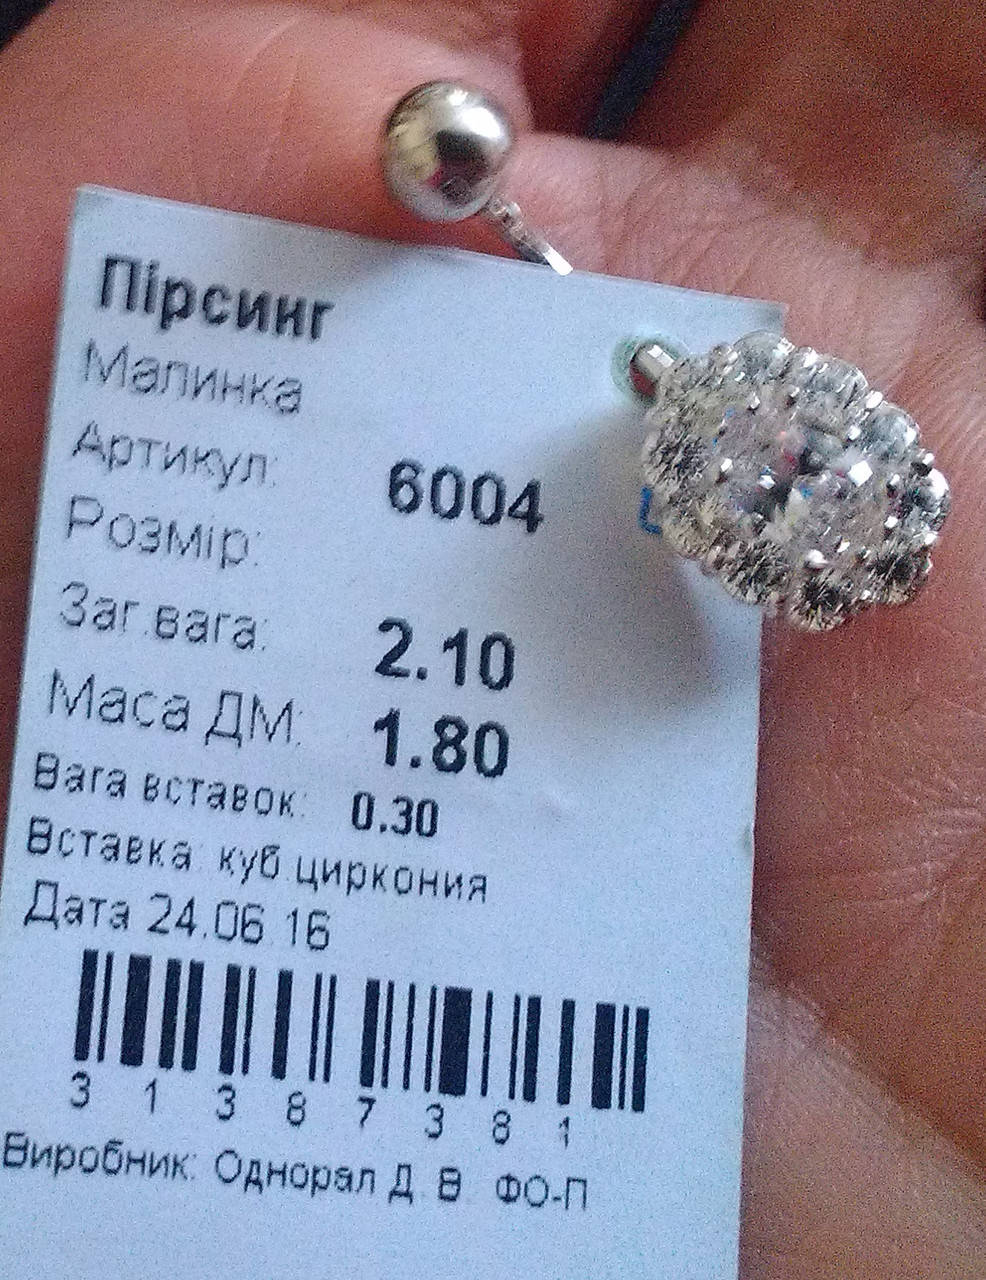 Пірсинг
Малинка
Артикул: 6004
Розмір:
Заг.вага: 2.10
Маса ДМ: 1.80
Вага вставок: 0.30
Вставка: куб.циркония
Дата 24.06.16
3 1 3 8 7 3 8 1
Виробник: Однорал Д. В. ФО-П